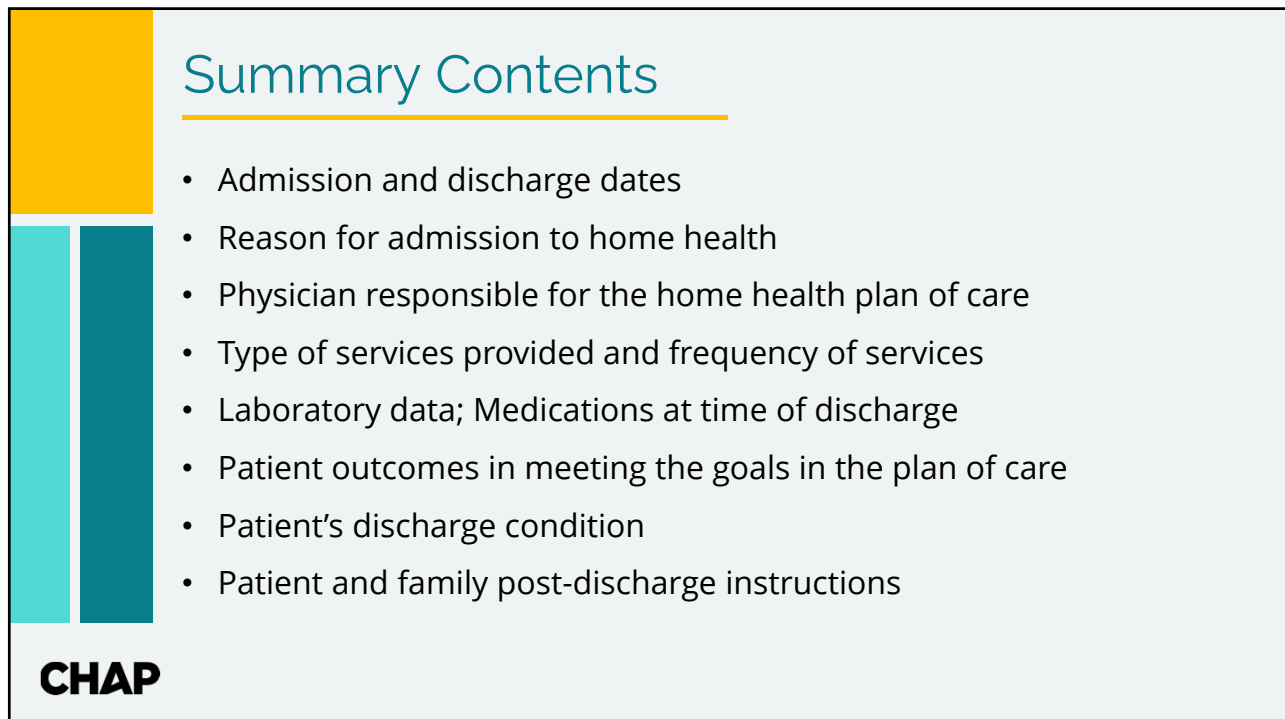 Summary Contents
• Admission and discharge dates
• Reason for admission to home health
• Physician responsible for the home health plan of care
• Type of services provided and frequency of services
• Laboratory data; Medications at time of discharge
• Patient outcomes in meeting the goals in the plan of care
• Patient’s discharge condition
• Patient and family post-discharge instructions
CHAP